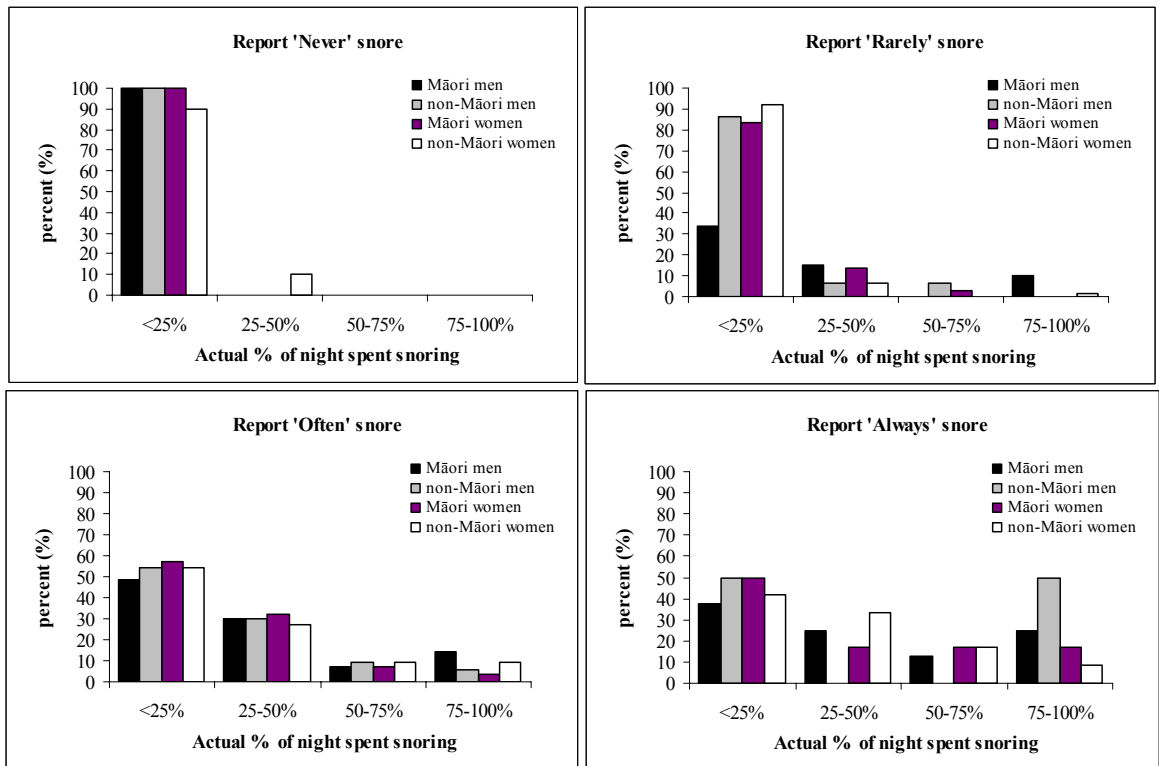 Report 'Never' snore
Māori men
non-Māori men
Māori women
non-Māori women
percent (%)
100
90
80
70
60
50
40
30
20
10
0
<25% 25-50% 50-75% 75-100%
Actual % of night spent snoring
Report 'Rarely' snore
Māori men
non-Māori men
Māori women
non-Māori women
percent (%)
100
90
80
70
60
50
40
30
20
10
0
<25% 25-50% 50-75% 75-100%
Actual % of night spent snoring
Report 'Often' snore
Māori men
non-Māori men
Māori women
non-Māori women
percent (%)
100
90
80
70
60
50
40
30
20
10
0
<25% 25-50% 50-75% 75-100%
Actual % of night spent snoring
Report 'Always' snore
Māori men
non-Māori men
Māori women
non-Māori women
percent (%)
100
90
80
70
60
50
40
30
20
10
0
<25% 25-50% 50-75% 75-100%
Actual % of night spent snoring